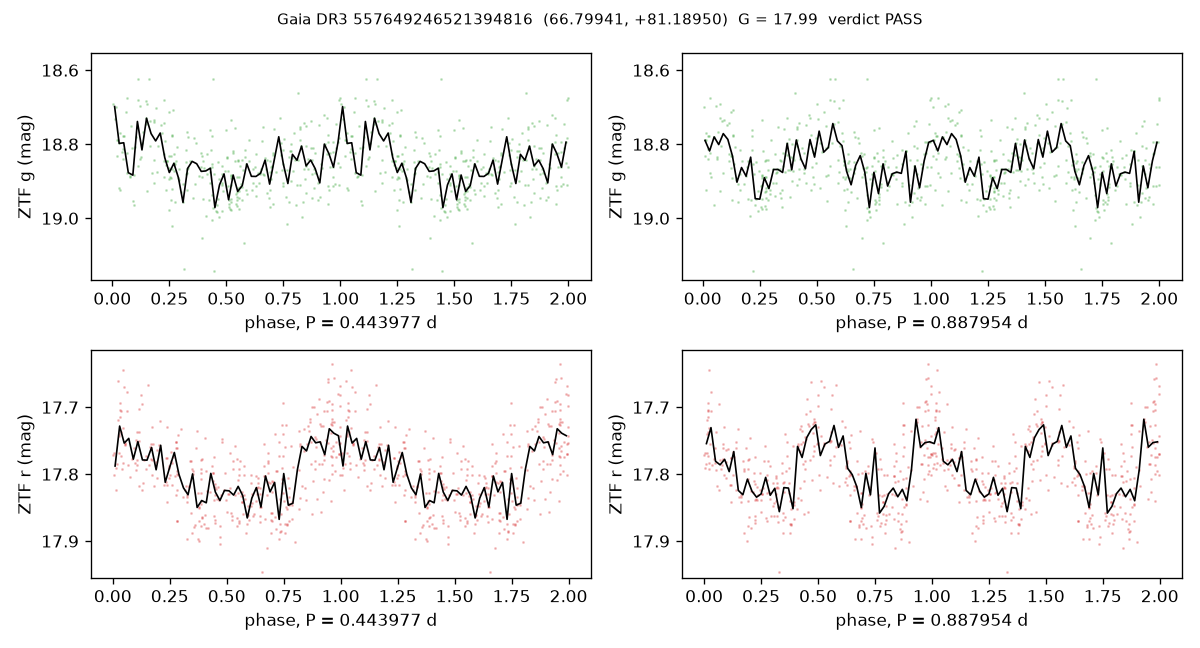 Gaia DR3 557649246521394816 (66.79941, +81.18950) G = 17.99 verdict PASS
ZTF g (mag)
18.6
18.8
19.0
0.00 0.25 0.50 0.75 1.00 1.25 1.50 1.75 2.00
phase, P = 0.443977 d
ZTF g (mag)
18.6
18.8
19.0
0.00 0.25 0.50 0.75 1.00 1.25 1.50 1.75 2.00
phase, P = 0.887954 d
ZTF r (mag)
17.7
17.8
17.9
0.00 0.25 0.50 0.75 1.00 1.25 1.50 1.75 2.00
phase, P = 0.443977 d
ZTF r (mag)
17.7
17.8
17.9
0.00 0.25 0.50 0.75 1.00 1.25 1.50 1.75 2.00
phase, P = 0.887954 d